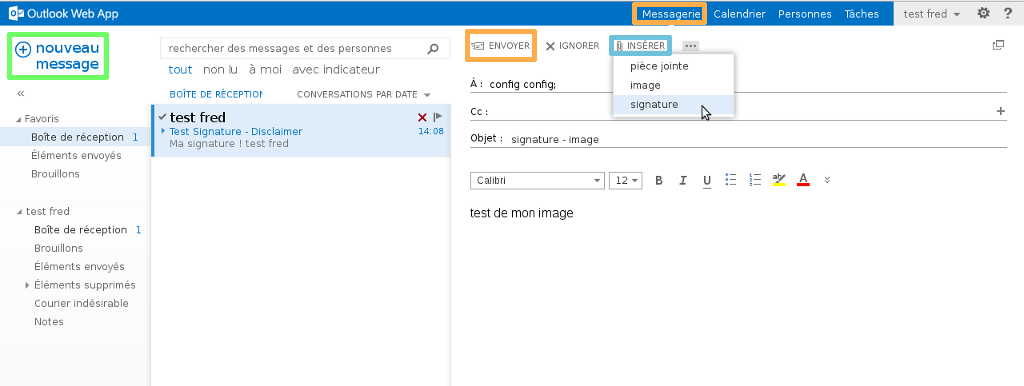 Outlook Web App
Messagerie Calendrier Personnes Tâches test fred ?
nouveau
message
«
Favoris
Boîte de réception 1
Éléments envoyés
Brouillons
test fred
Boîte de réception 1
Brouillons
Éléments envoyés
Éléments supprimés
Courier indésirable
Notes
rechercher des messages et des personnes
tout non lu à moi avec indicateur
BOÎTE DE RÉCEPTION CONVERSATIONS PAR DATE
test fred
Test Signature - Disclaimer 14:08
Ma signature ! test fred
ENVOYER IGNORER INSÉRER ...
pièce jointe
image
signature
À : config config;
Cc :
Objet : signature - image
Calibri 12 B I U aby A
test de mon image